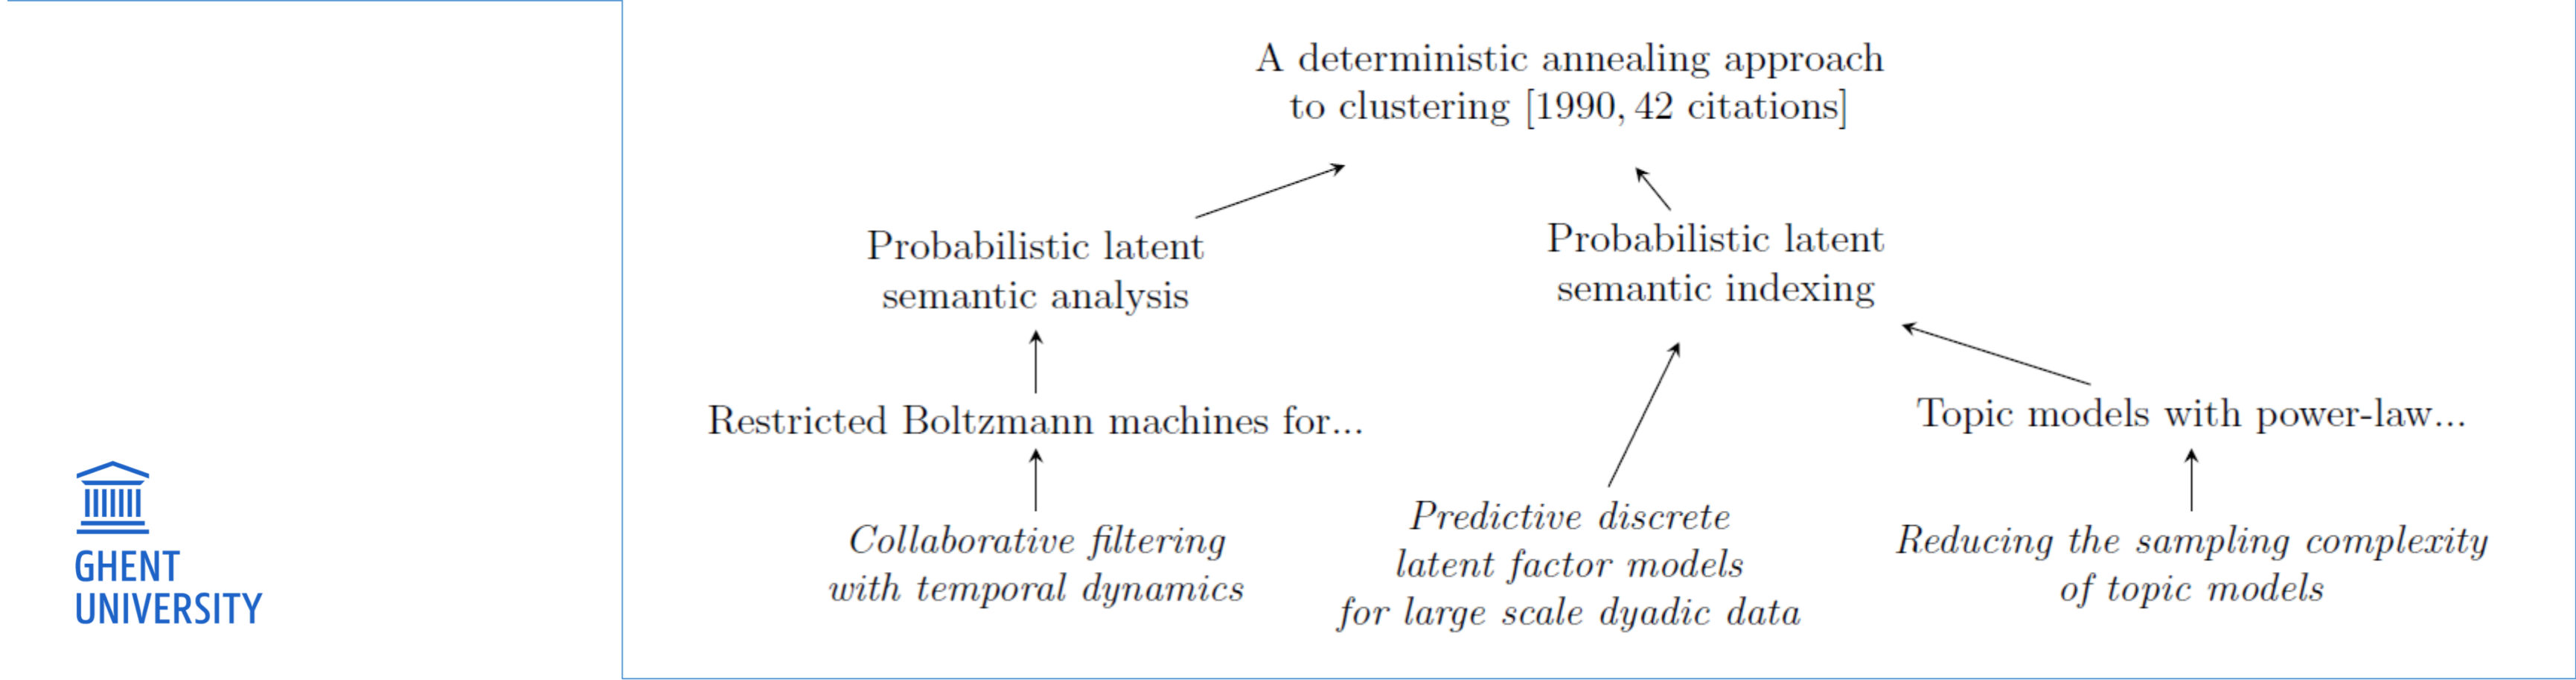 A deterministic annealing approach
to clustering [1990, 42 citations]
Probabilistic latent
semantic analysis
Probabilistic latent
semantic indexing
Restricted Boltzmann machines for...
Topic models with power-law...
Collaborative filtering
with temporal dynamics
Predictive discrete
latent factor models
for large scale dyadic data
Reducing the sampling complexity
of topic models
GHENT
UNIVERSITY